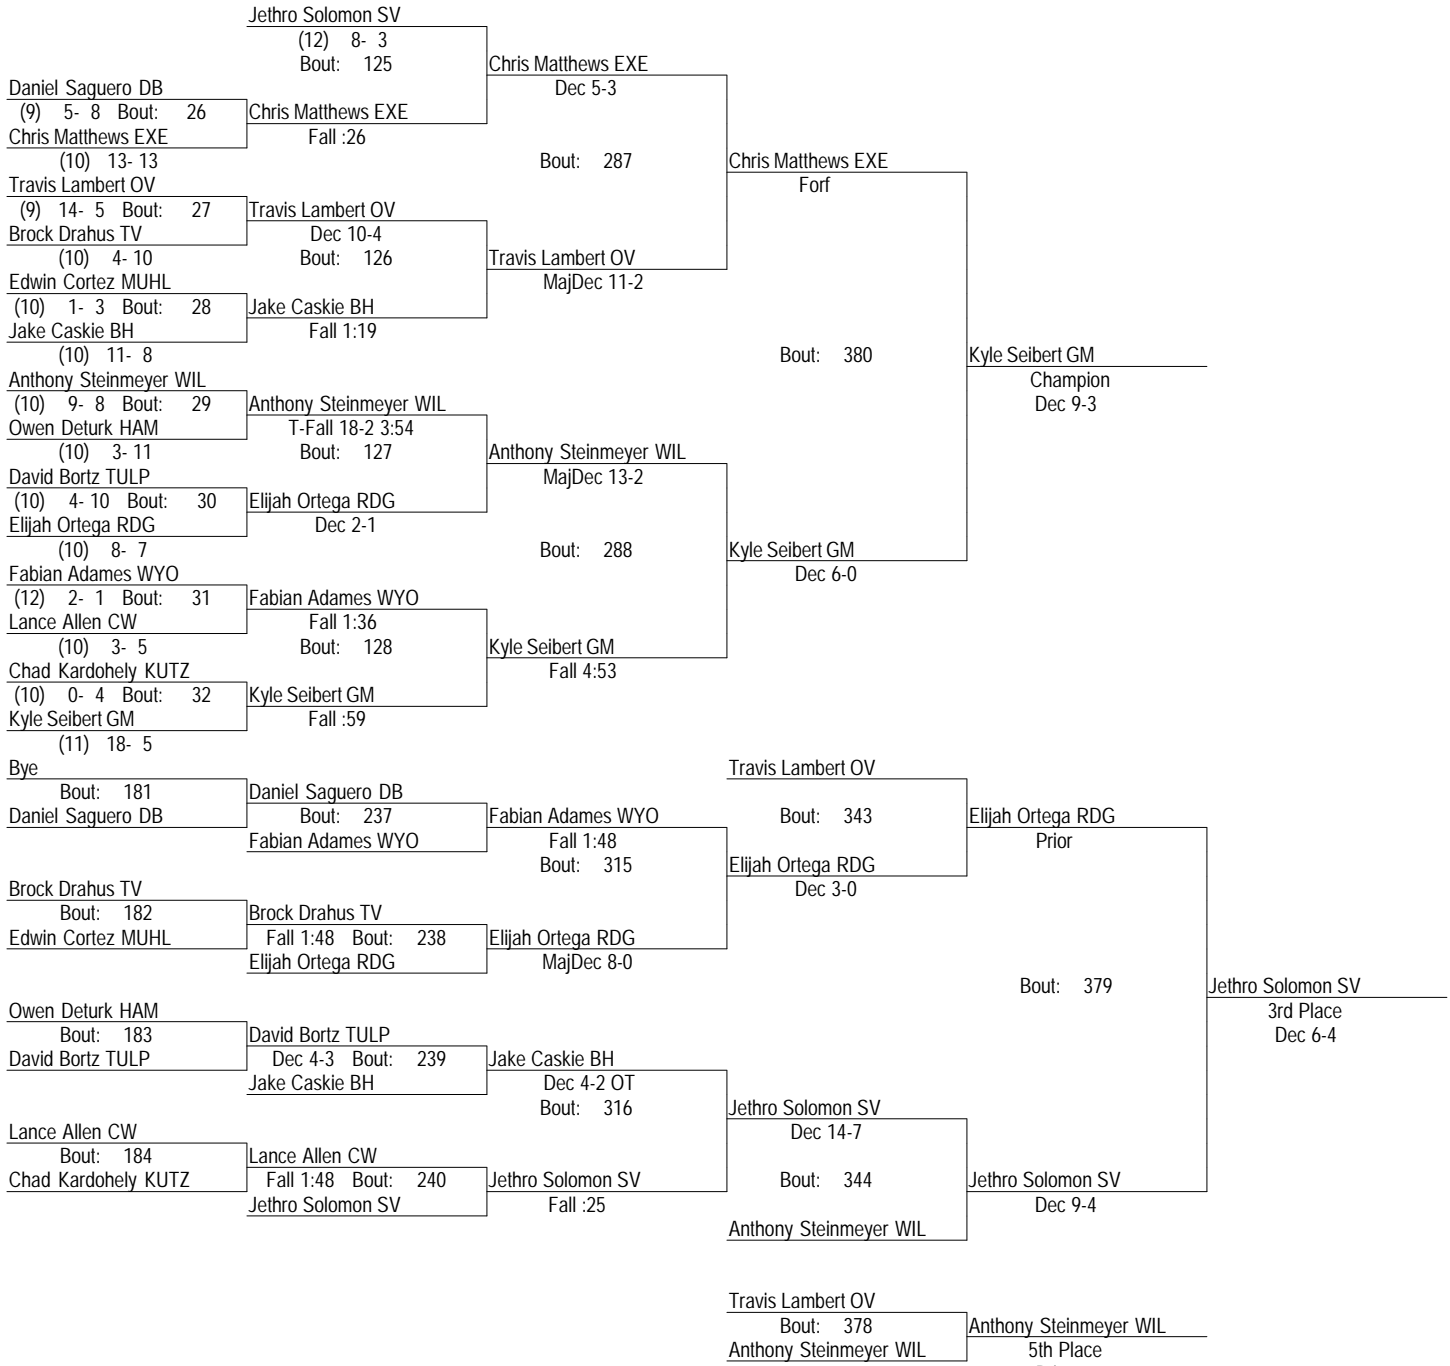 Jethro Solomon SV
(12) 8- 3
Bout: 125
Chris Matthews EXE
Dec 5-3
Daniel Saguero DB
(9) 5- 8 Bout: 26
Chris Matthews EXE
Chris Matthews EXE
Fall :26
(10) 13- 13
Bout: 287
Chris Matthews EXE
Forf
Travis Lambert OV
(9) 14- 5 Bout: 27
Travis Lambert OV
Brock Drahus TV
Dec 10-4
(10) 4- 10
Bout: 126
Travis Lambert OV
MajDec 11-2
Edwin Cortez MUHL
(10) 1- 3 Bout: 28
Jake Caskie BH
Jake Caskie BH
Fall 1:19
(10) 11- 8
Bout: 380
Kyle Seibert GM
Champion
Dec 9-3
Anthony Steinmeyer WIL
(10) 9- 8 Bout: 29
Anthony Steinmeyer WIL
Owen Deturk HAM
T-Fall 18-2 3:54
(10) 3- 11
Bout: 127
Anthony Steinmeyer WIL
MajDec 13-2
David Bortz TULP
(10) 4- 10 Bout: 30
Elijah Ortega RDG
Elijah Ortega RDG
Dec 2-1
(10) 8- 7
Bout: 288
Kyle Seibert GM
Dec 6-0
Fabian Adames WYO
(12) 2- 1 Bout: 31
Fabian Adames WYO
Lance Allen CW
Fall 1:36
(10) 3- 5
Bout: 128
Kyle Seibert GM
Fall 4:53
Chad Kardohely KUTZ
(10) 0- 4 Bout: 32
Kyle Seibert GM
Kyle Seibert GM
Fall :59
(11) 18- 5
Bye
Bout: 181
Daniel Saguero DB
Daniel Saguero DB
Bout: 237
Fabian Adames WYO
Fabian Adames WYO
Fall 1:48
Bout: 315
Travis Lambert OV
Bout: 343
Elijah Ortega RDG
Prior
Elijah Ortega RDG
Dec 3-0
Brock Drahus TV
Bout: 182
Edwin Cortez MUHL
Brock Drahus TV
Fall 1:48 Bout: 238
Elijah Ortega RDG
Elijah Ortega RDG
MajDec 8-0
Bout: 379
Jethro Solomon SV
3rd Place
Dec 6-4
Owen Deturk HAM
Bout: 183
David Bortz TULP
David Bortz TULP
Dec 4-3 Bout: 239
Jake Caskie BH
Jake Caskie BH
Dec 4-2 OT
Bout: 316
Jethro Solomon SV
Dec 14-7
Lance Allen CW
Bout: 184
Chad Kardohely KUTZ
Lance Allen CW
Fall 1:48 Bout: 240
Jethro Solomon SV
Jethro Solomon SV
Fall :25
Bout: 344
Jethro Solomon SV
Dec 9-4
Anthony Steinmeyer WIL
Travis Lambert OV
Bout: 378
Anthony Steinmeyer WIL
Anthony Steinmeyer WIL
5th Place